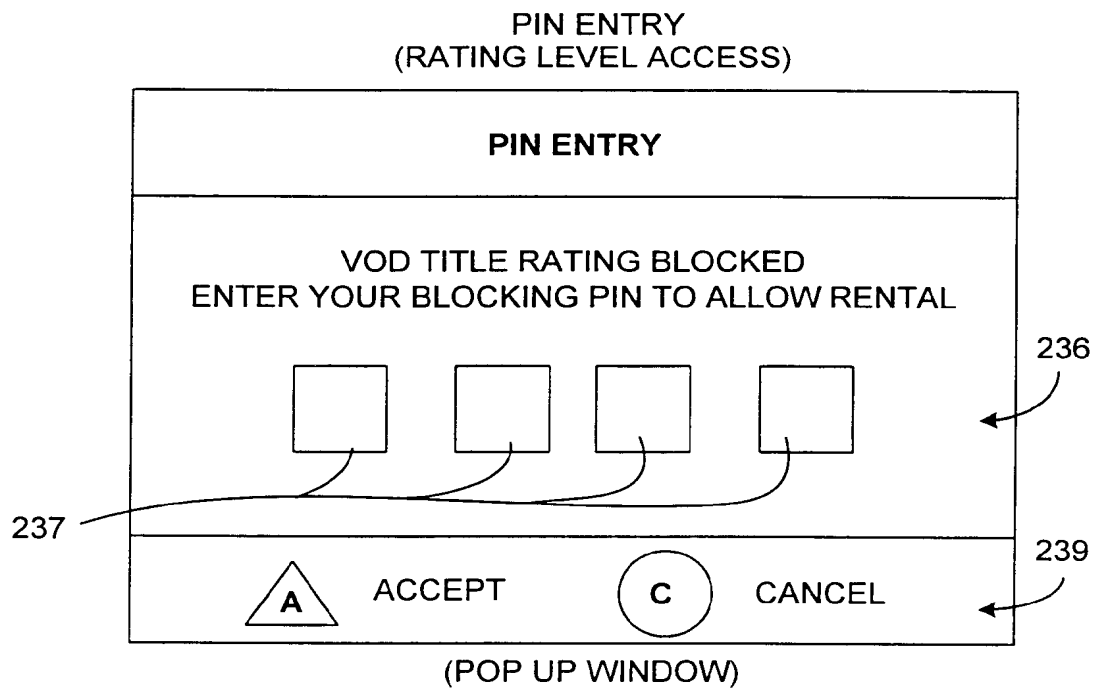 PIN ENTRY
(RATING LEVEL ACCESS)
PIN ENTRY
VOD TITLE RATING BLOCKED
ENTER YOUR BLOCKING PIN TO ALLOW RENTAL
236
237
239
A ACCEPT C CANCEL
(POP UP WINDOW)